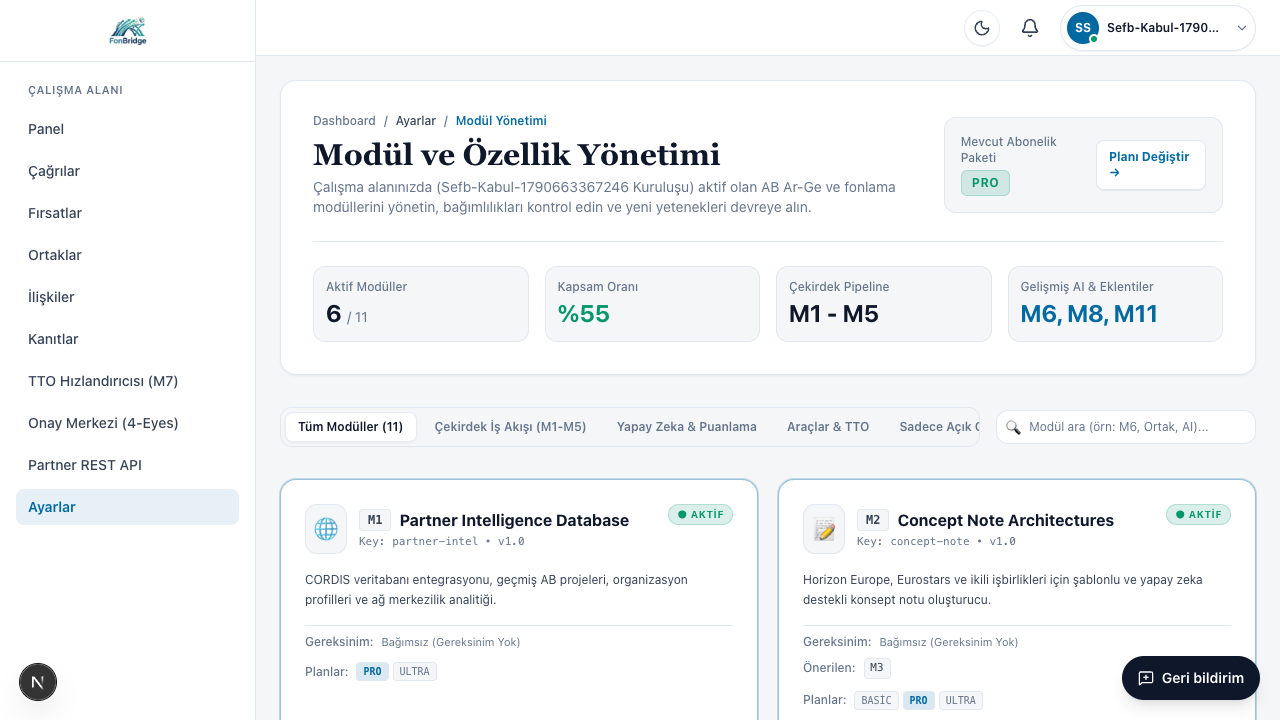 FonBridge
SS
Sefb-Kabul-1790...
ÇALIŞMA ALANI
Panel
Çağrılar
Fırsatlar
Ortaklar
İlişkiler
Kanıtlar
TTO Hızlandırıcısı (M7)
Onay Merkezi (4-Eyes)
Partner REST API
Ayarlar
N
Dashboard / Ayarlar / Modül Yönetimi
Modül ve Özellik Yönetimi
Çalışma alanınızda (Sefb-Kabul-1790663367246 Kuruluşu) aktif olan AB Ar-Ge ve fonlama
modüllerini yönetin, bağımlılıkları kontrol edin ve yeni yetenekleri devreye alın.
Mevcut Abonelik
Paketi
PRO
Planı Değiştir
→
Aktif Modüller
6 / 11
Kapsam Oranı
%55
Çekirdek Pipeline
M1 - M5
Gelişmiş AI & Eklentiler
M6, M8, M11
Tüm Modüller (11)
Çekirdek İş Akışı (M1-M5)
Yapay Zeka & Puanlama
Araçlar & TTO
Sadece Açık
Modül ara (örn: M6, Ortak, AI)...
M1 Partner Intelligence Database
● AKTİF
Key: partner-intel • v1.0
CORDIS veritabanı entegrasyonu, geçmiş AB projeleri, organizasyon
profilleri ve ağ merkezilik analitiği.
Gereksinim: Bağımsız (Gereksinim Yok)
Planlar: PRO ULTRA
M2 Concept Note Architectures
● AKTİF
Key: concept-note • v1.0
Horizon Europe, Eurostars ve ikili işbirlikleri için şablonlu ve yapay zeka
destekli konsept notu oluşturucu.
Gereksinim: Bağımsız (Gereksinim Yok)
Önerilen: M3
Planlar: BASİC PRO ULTRA
Geri bildirim